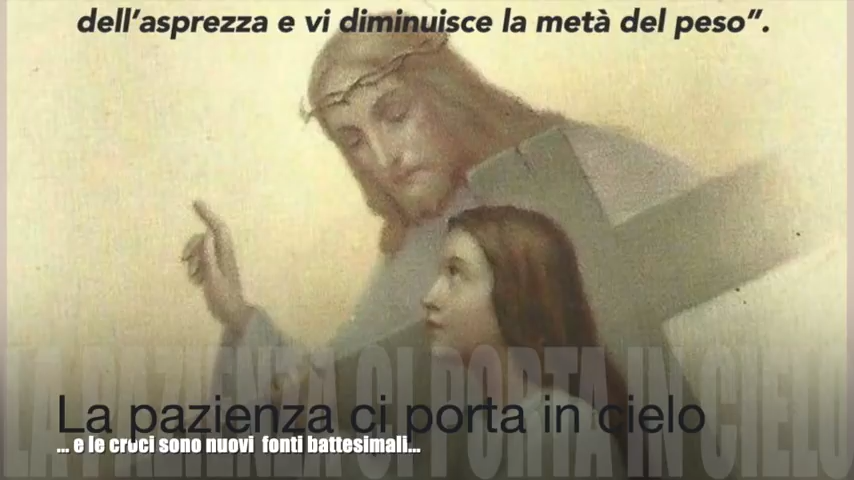 dell’asprezza e vi diminuisce la metà del peso”.
LA PAZIENZA CI PORTA IN CIELO
La pazienza ci porta in cielo
... e le croci sono nuovi fonti battesimali...